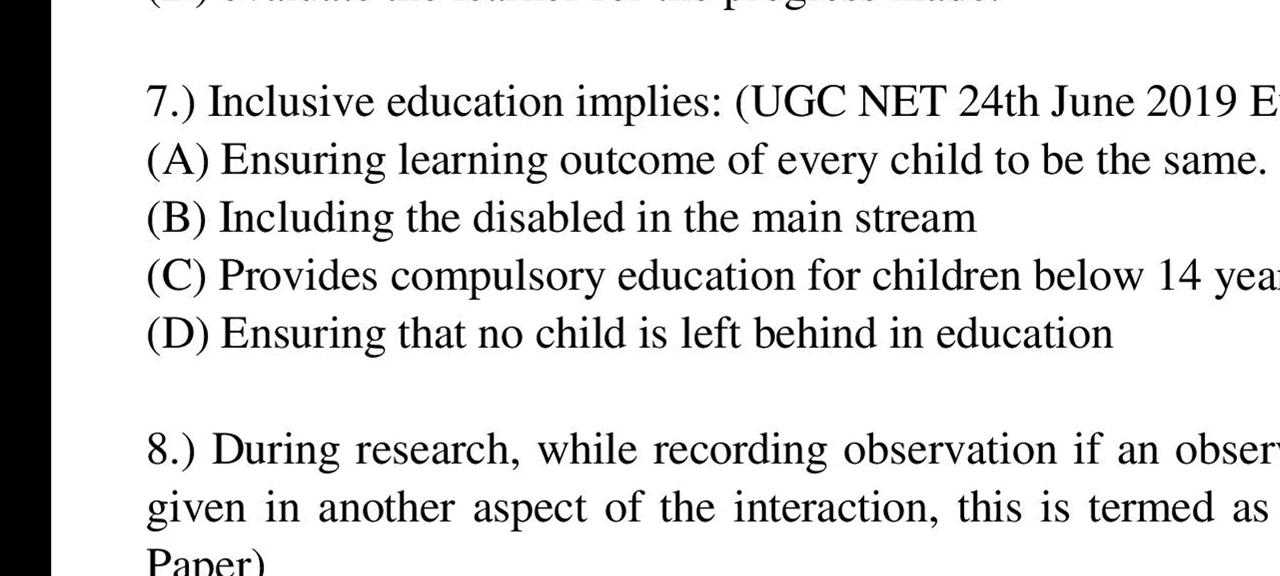 7.) Inclusive education implies: (UGC NET 24th June 2019
(A) Ensuring learning outcome of every child to be the same.
(B) Including the disabled in the main stream
(C) Provides compulsory education for children below 14
(D) Ensuring that no child is left behind in education
8.) During research, while recording observation if an
given in another aspect of the interaction, this is termed as
Paper)